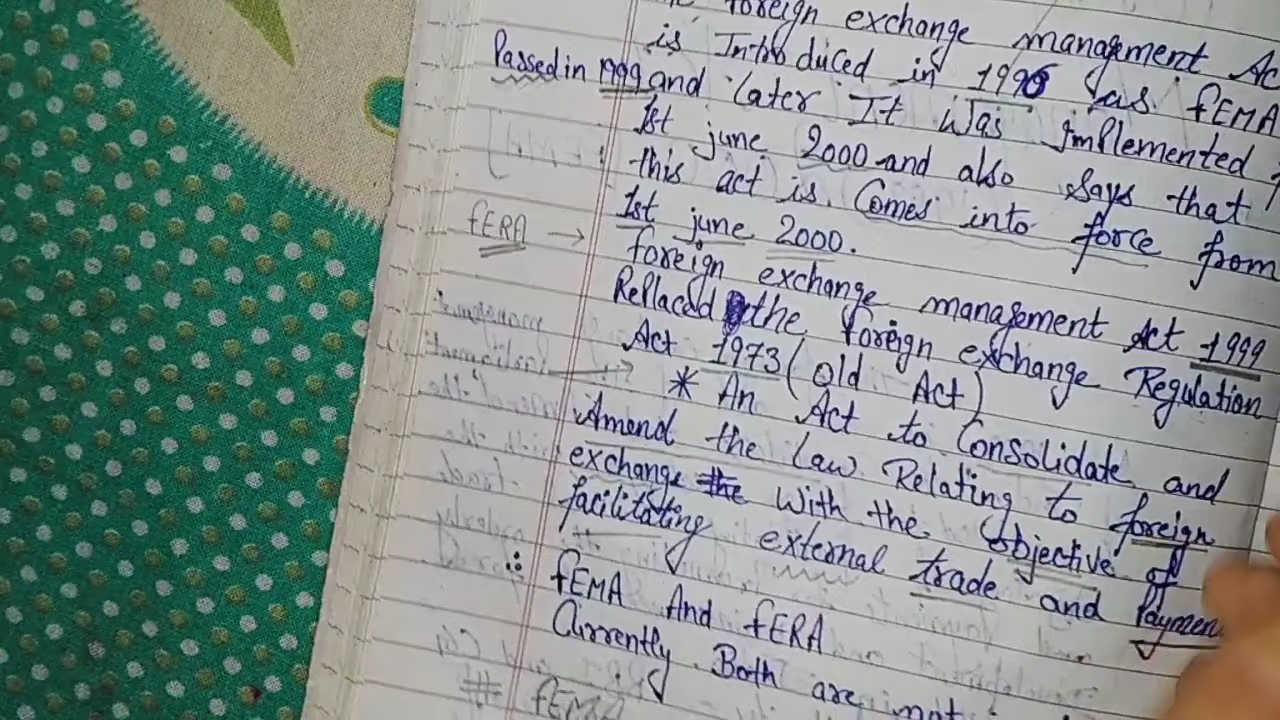 foreign exchange management Ac
is Introduced in 1996 as fEMA
Passed in 1999 and later It was implemented
1st june 2000 and also says that
this act is comes into force from
1st june 2000.
fERA → foreign exchange management Act 1999
Replaced the foreign exchange Regulation
Act 1973 (old Act)
* An Act to Consolidate and
Amend the law Relating to foreign
exchange the with the objective of
facilitating external trade and Paymen
fEMA And fERA
Currently Both are not
# fEMA